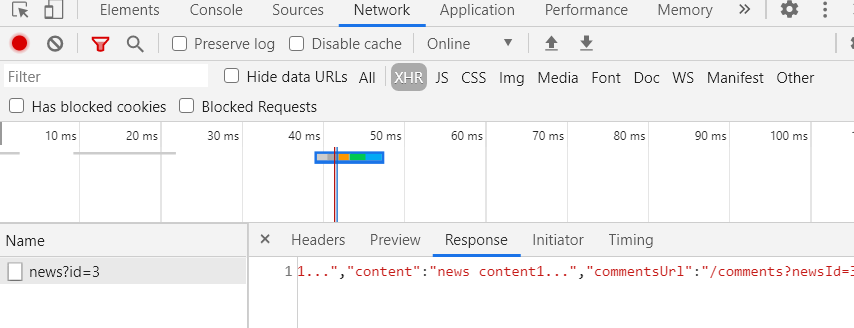 Elements Console Sources Network Application Performance Memory »
Preserve log Disable cache Online
Filter Hide data URLs All XHR JS CSS Img Media Font Doc WS Manifest Other
Has blocked cookies Blocked Requests
10 ms 20 ms 30 ms 40 ms 50 ms 60 ms 70 ms 80 ms 90 ms 100 ms
Name × Headers Preview Response Initiator Timing
news?id=3 1 1...","content":"news content1...","commentsUrl":"/comments?newsId=3